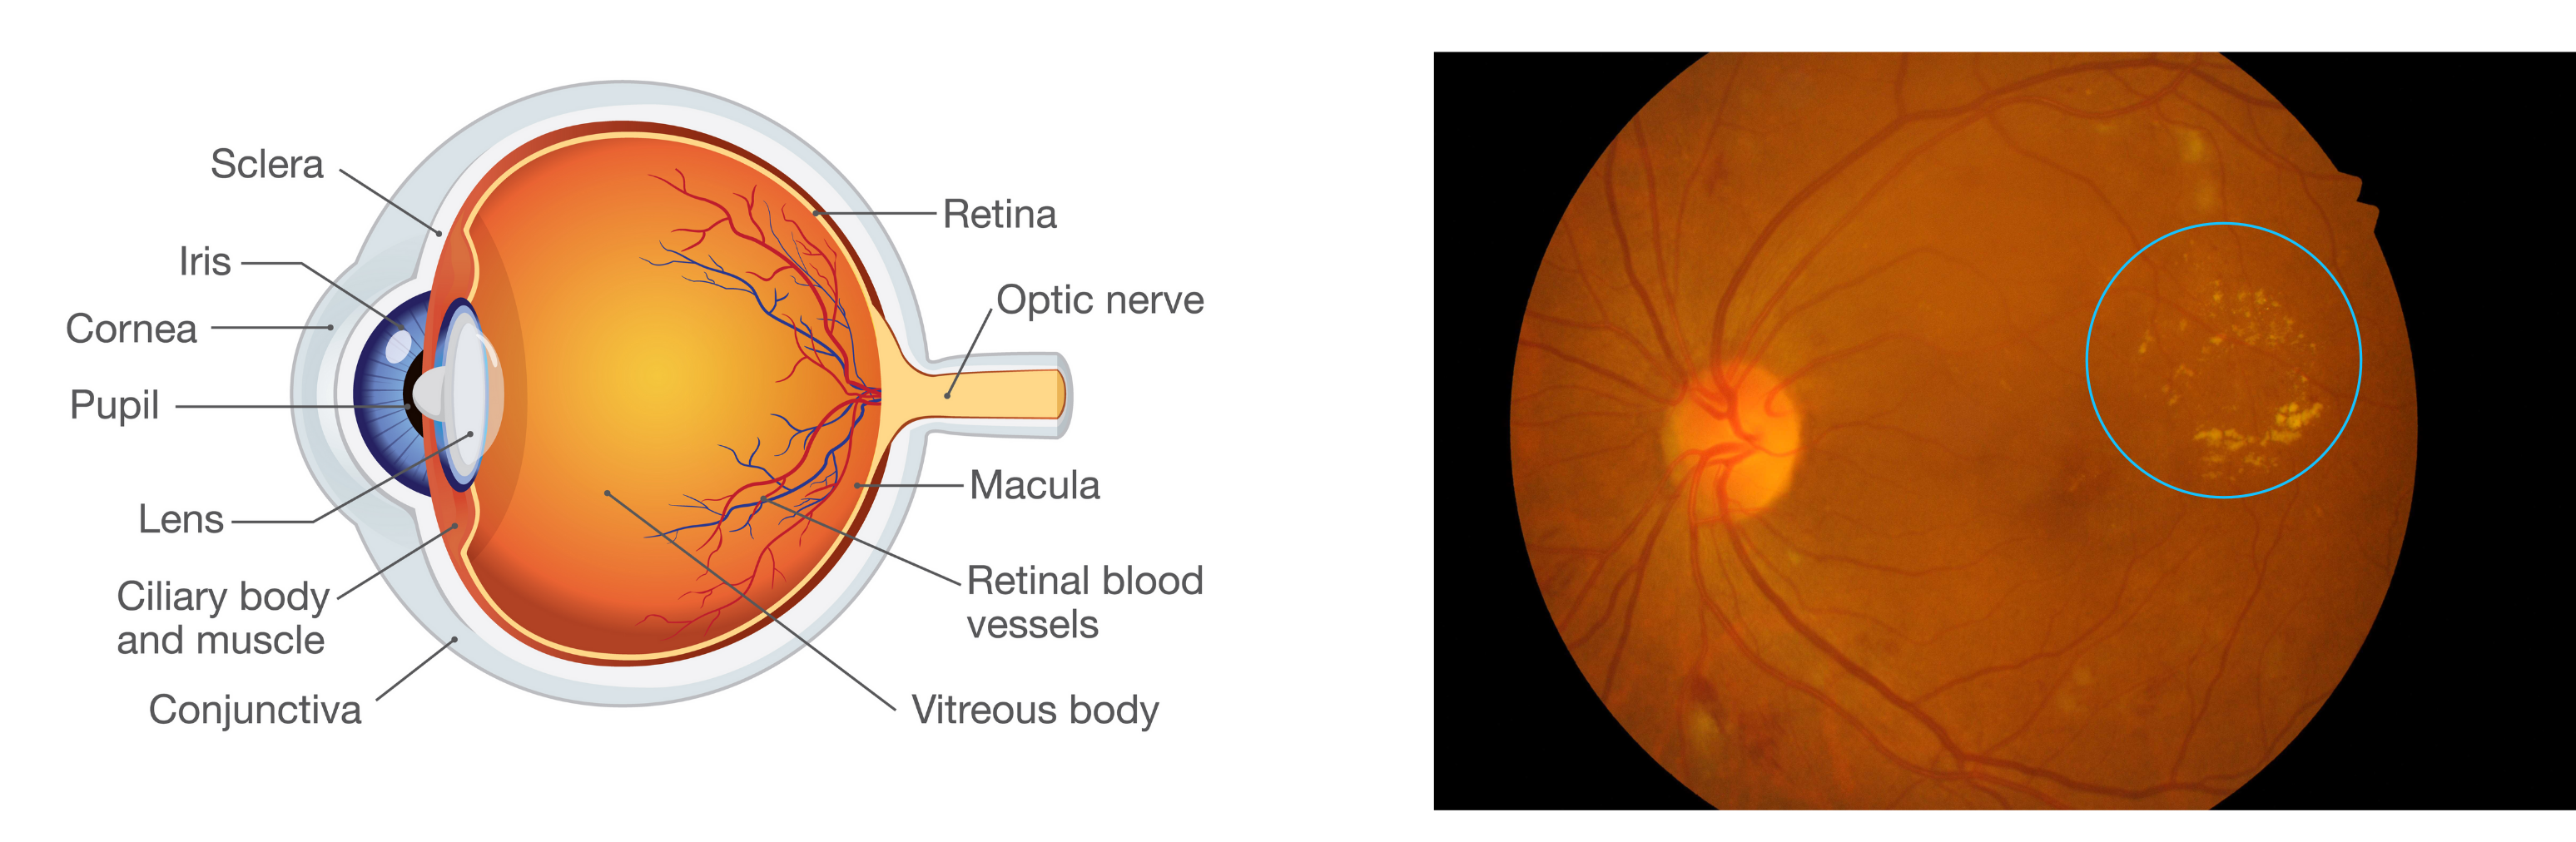 Sclera
Iris
Cornea
Pupil
Lens
Ciliary body
and muscle
Conjunctiva
Retina
Optic nerve
Macula
Retinal blood
vessels
Vitreous body